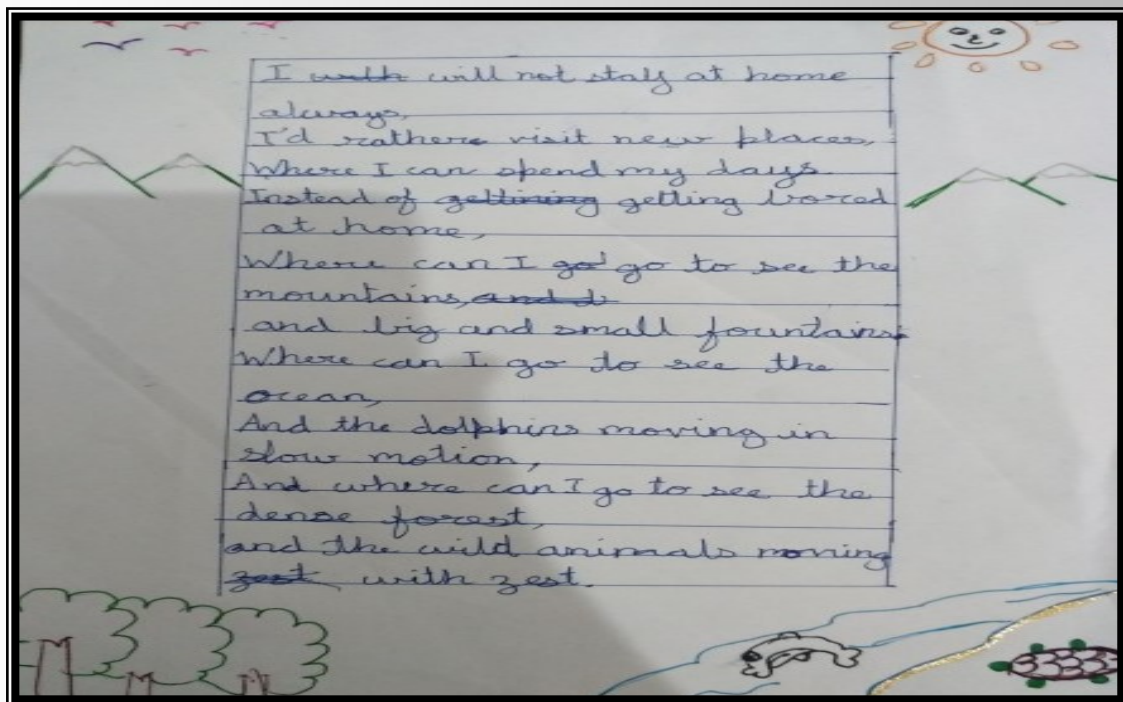 I will not stay at home
always,
I'd rather visit new places,
Where I can spend my days.
Instead of getting bored
at home,
Where can I go to see the
mountains,
and big and small fountains.
Where can I go to see the
ocean,
And the dolphins moving in
slow motion,
And where can I go to see the
dense forest,
and the wild animals moving
with zest.